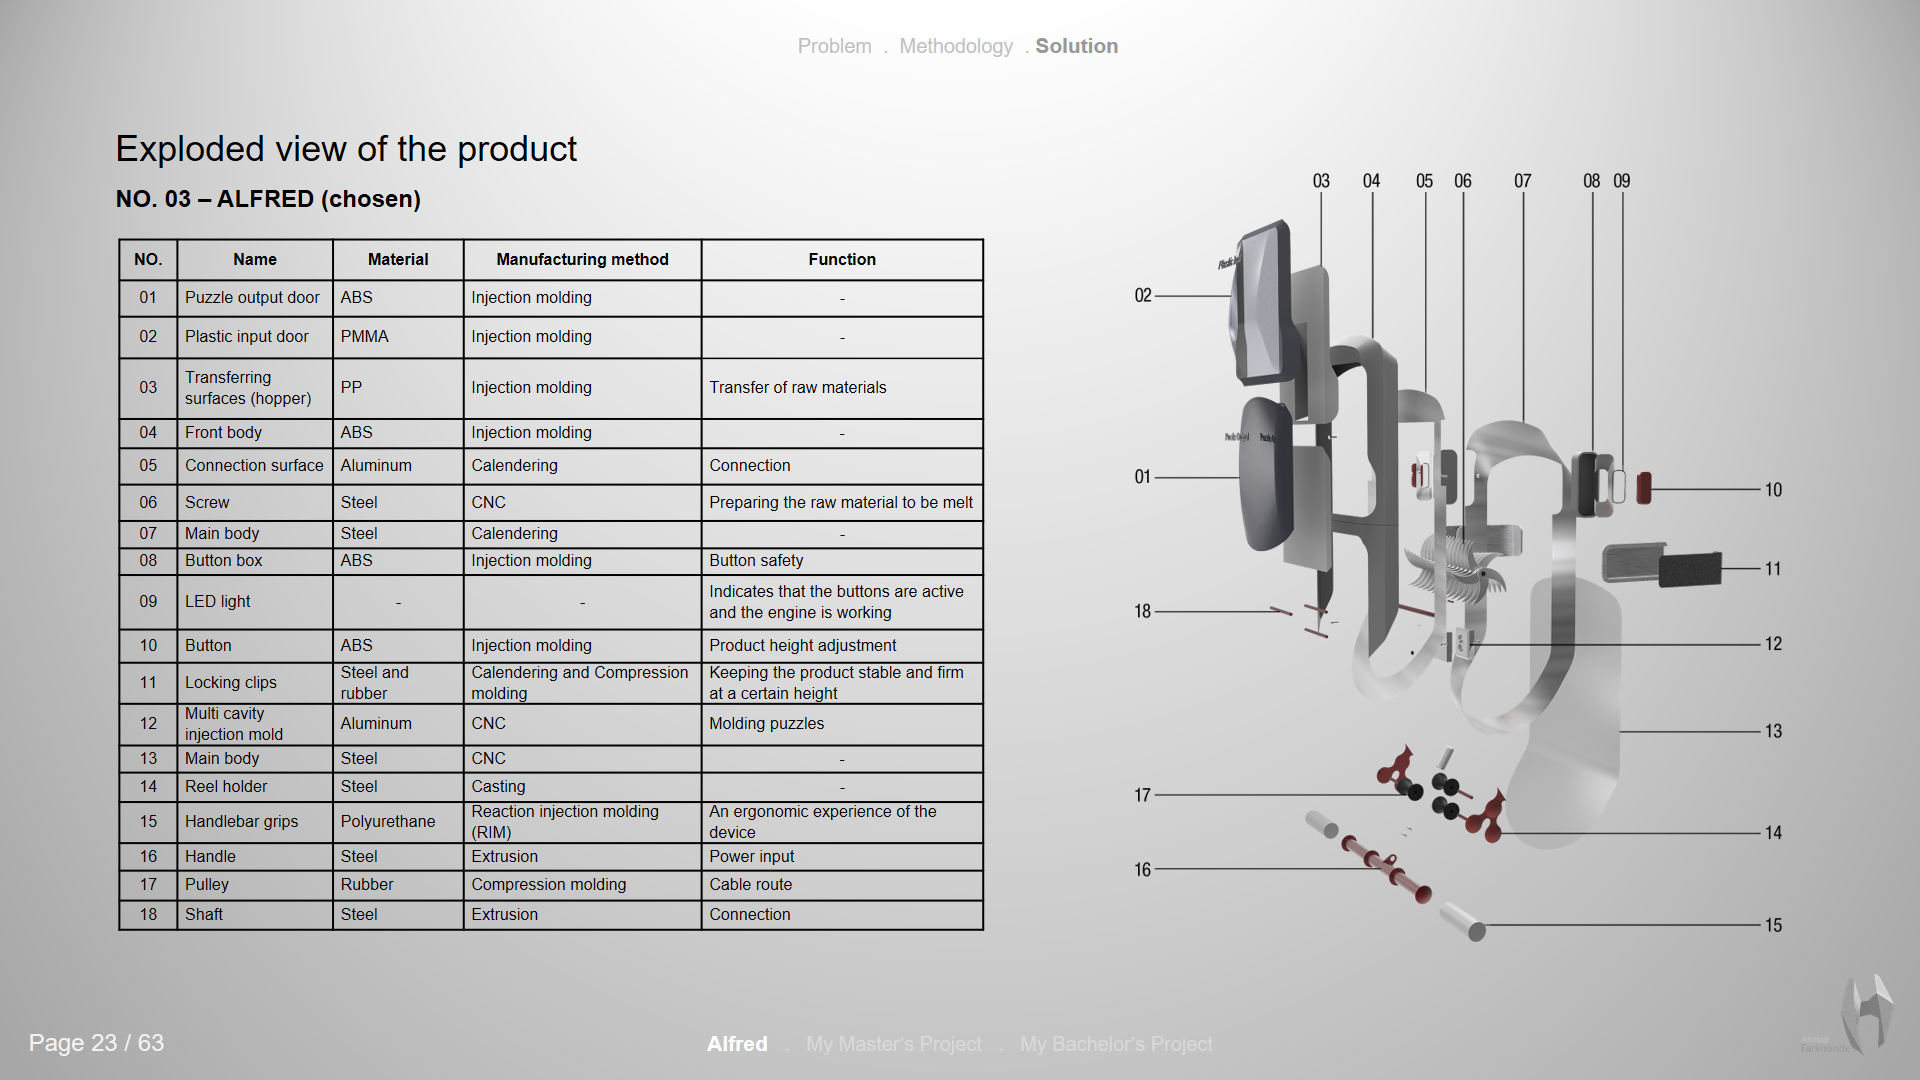 Problem . Methodology . Solution
Exploded view of the product
NO. 03 – ALFRED (chosen)
NO. Name Material Manufacturing method Function
01 Puzzle output door ABS Injection molding -
02 Plastic input door PMMA Injection molding -
03 Transferring surfaces (hopper) PP Injection molding Transfer of raw materials
04 Front body ABS Injection molding -
05 Connection surface Aluminum Calendering Connection
06 Screw Steel CNC Preparing the raw material to be melt
07 Main body Steel Calendering -
08 Button box ABS Injection molding Button safety
09 LED light - - Indicates that the buttons are active and the engine is working
10 Button ABS Injection molding Product height adjustment
11 Locking clips Steel and rubber Calendering and Compression molding Keeping the product stable and firm at a certain height
12 Multi cavity injection mold Aluminum CNC Molding puzzles
13 Main body Steel CNC -
14 Reel holder Steel Casting -
15 Handlebar grips Polyurethane Reaction injection molding (RIM) An ergonomic experience of the device
16 Handle Steel Extrusion Power input
17 Pulley Rubber Compression molding Cable route
18 Shaft Steel Extrusion Connection
03 04 05 06 07 08 09
02
01
10
11
18
12
13
17
14
16
15
Page 23 / 63
Alfred . My Master's Project . My Bachelor's Project
Ahmad